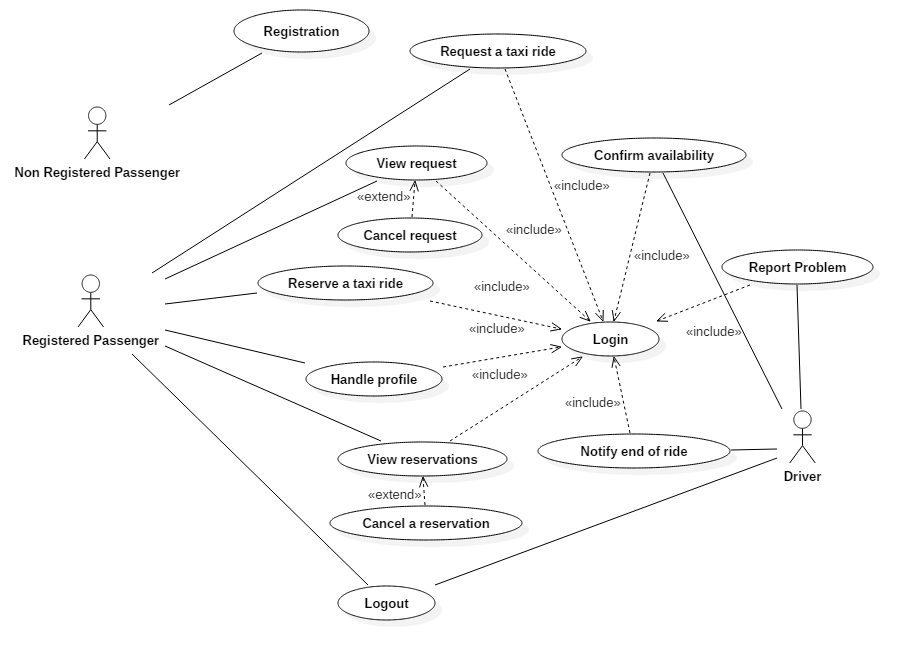 Registration
Request a taxi ride
Non Registered Passenger
View request
Confirm availability
«extend»
«include»
Cancel request
«include»
«include»
Report Problem
Reserve a taxi ride
«include»
Registered Passenger
«include»
Login
«include»
Handle profile
«include»
«include»
View reservations
Notify end of ride
Driver
«extend»
Cancel a reservation
Logout